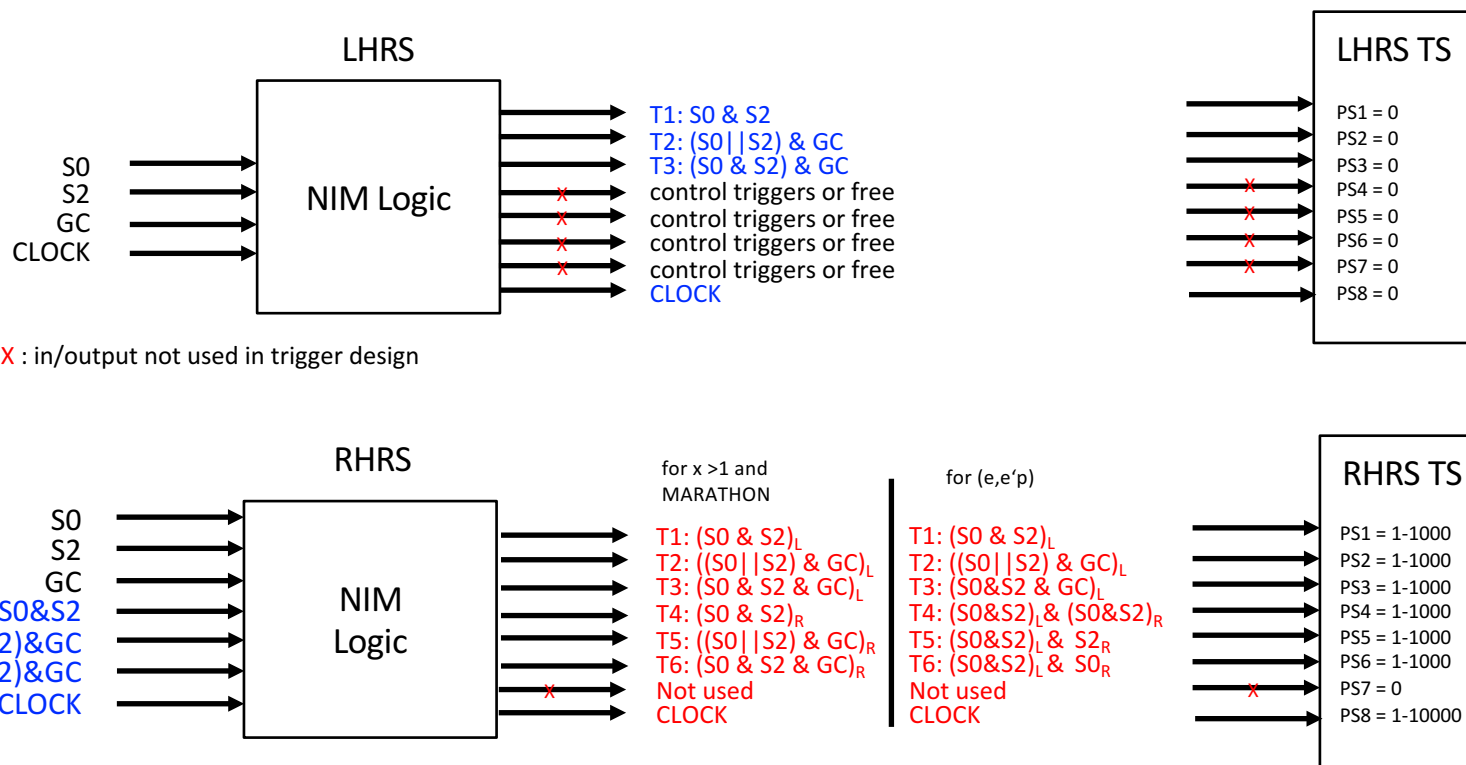 LHRS
LHRS TS
S0
S2
GC
CLOCK
NIM Logic
T1: S0 & S2
T2: (S0||S2) & GC
T3: (S0 & S2) & GC
X control triggers or free
X control triggers or free
X control triggers or free
X control triggers or free
CLOCK
PS1 = 0
PS2 = 0
PS3 = 0
X PS4 = 0
X PS5 = 0
X PS6 = 0
X PS7 = 0
PS8 = 0
X : in/output not used in trigger design
RHRS
for x >1 and
MARATHON
for (e,e‘p)
RHRS TS
S0
S2
GC
S0&S2
2)&GC
2)&GC
CLOCK
NIM
Logic
T1: (S0 & S2)L
T2: ((S0||S2) & GC)L
T3: (S0 & S2 & GC)L
T4: (S0 & S2)R
T5: ((S0||S2) & GC)R
T6: (S0 & S2 & GC)R
X Not used
CLOCK
T1: (S0 & S2)L
T2: ((S0||S2) & GC)L
T3: (S0&S2 & GC)L
T4: (S0&S2)L& (S0&S2)R
T5: (S0&S2)L & S2R
T6: (S0&S2)L & S0R
Not used
CLOCK
PS1 = 1-1000
PS2 = 1-1000
PS3 = 1-1000
PS4 = 1-1000
PS5 = 1-1000
PS6 = 1-1000
X PS7 = 0
PS8 = 1-10000